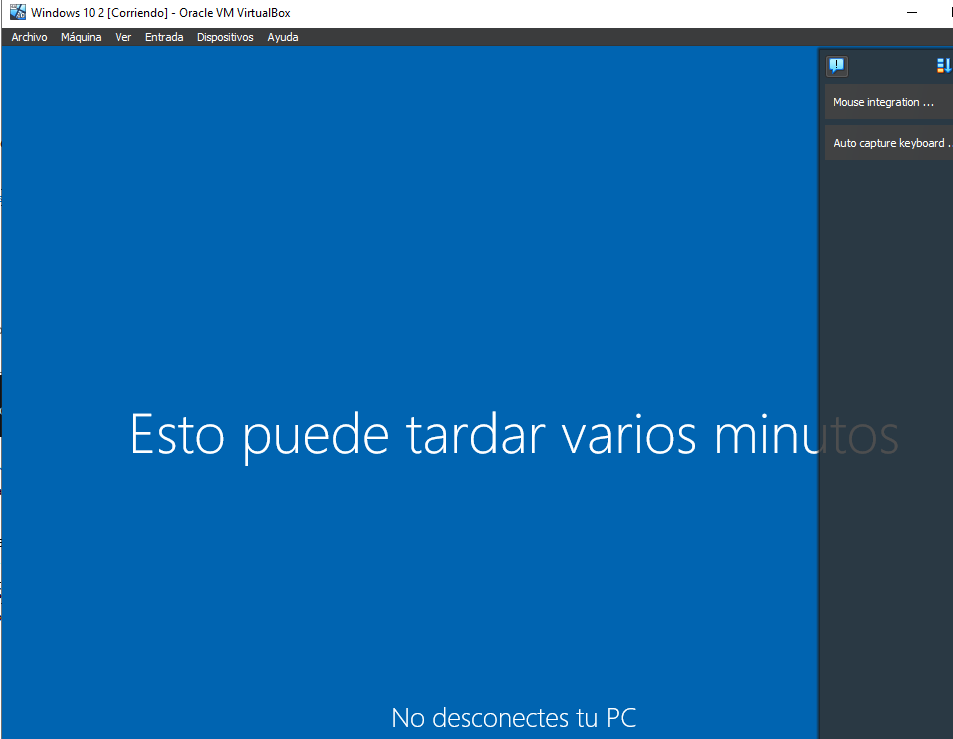 Windows 10 2 [Corriendo] - Oracle VM VirtualBox
Archivo Máquina Ver Entrada Dispositivos Ayuda
Mouse integration ...
Auto capture keyboard ..
Esto puede tardar varios minutos
No desconectes tu PC